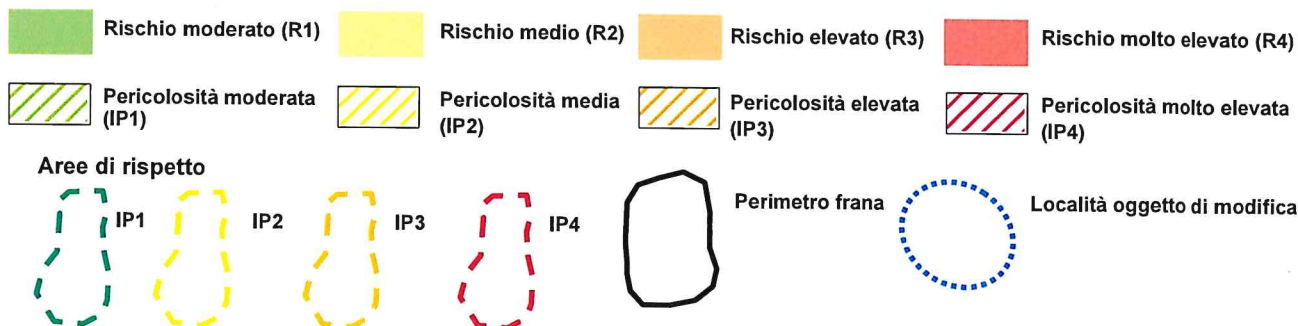 Rischio moderato (R1)
Rischio medio (R2)
Rischio elevato (R3)
Rischio molto elevato (R4)
Pericolosità moderata
(IP1)
Pericolosità media
(IP2)
Pericolosità elevata
(IP3)
Pericolosità molto elevata
(IP4)
Aree di rispetto
IP1
IP2
IP3
IP4
Perimetro frana
Località oggetto di modifica